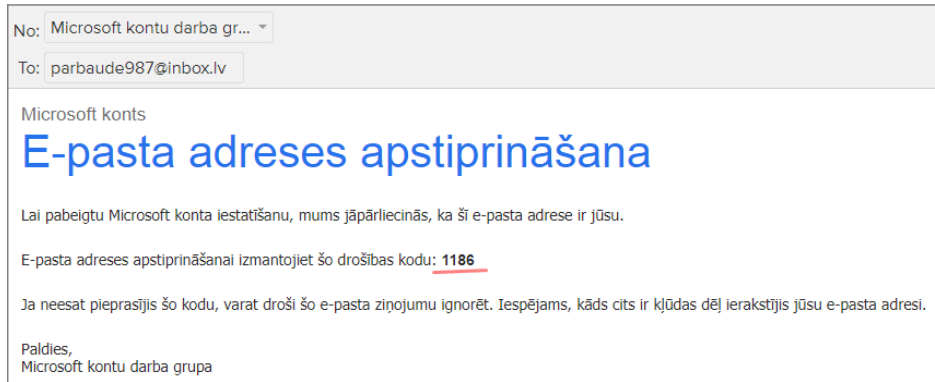 No: Microsoft kontu darba gr...
To: parbaude987@inbox.lv
Microsoft konts
E-pasta adreses apstiprināšana
Lai pabeigtu Microsoft konta iestatīšanu, mums jāpārliecinās, ka šī e-pasta adrese ir jūsu.
E-pasta adreses apstiprināšanai izmantojiet šo drošības kodu: 1186
Ja neesat pieprasījis šo kodu, varat droši šo e-pasta ziņojumu ignorēt. Iespējams, kāds cits ir kļūdas dēļ ierakstījis jūsu e-pasta adresi.
Paldies,
Microsoft kontu darba grupa